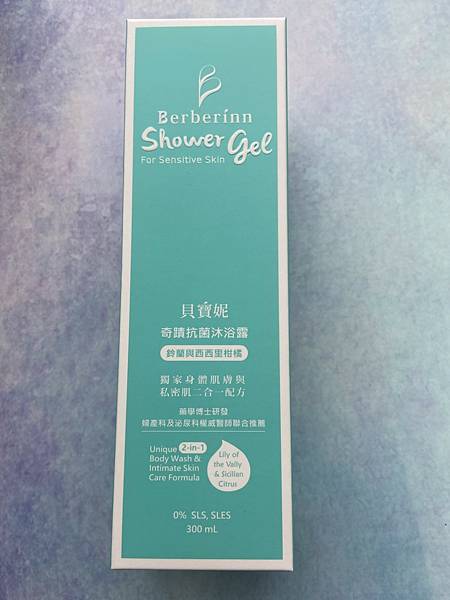 Berberinn
Shower Gel
For Sensitive Skin
貝寶妮
奇蹟抗菌沐浴露
鈴蘭與西西里柑橘
獨家身體肌膚與
私密肌二合一配方
藥學博士研發
婦產科及泌尿科權威醫師聯合推薦
Unique 2-in-1
Body Wash &
Intimate Skin
Care Formula
Lily of
the Vally
& Sicilian
Citrus
0% SLS, SLES
300 mL